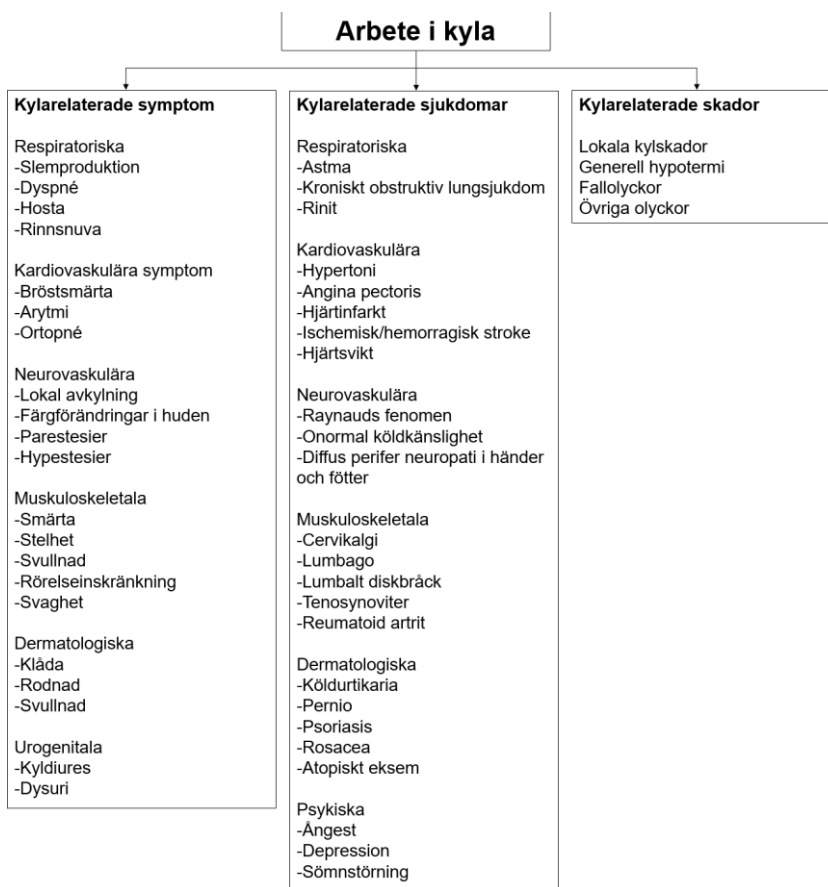 Arbete i kyla
Kylarelaterade symptom
Respiratoriska
-Slemproduktion
-Dyspné
-Hosta
-Rinnsnuva
Kardiovaskulära symptom
-Bröstsmärta
-Arytmi
-Ortopné
Neurovaskulära
-Lokal avkylning
-Färgförändringar i huden
-Parestesier
-Hypestesier
Muskuloskeletala
-Smärta
-Stelhet
-Svullnad
-Rörelseinskränkning
-Svaghet
Dermatologiska
-Klåda
-Rodnad
-Svullnad
Urogenitala
-Kyldiures
-Dysuri
Kylarelaterade sjukdomar
Respiratoriska
-Astma
-Kroniskt obstruktiv lungsjukdom
-Rinit
Kardiovaskulära
-Hypertoni
-Angina pectoris
-Hjärtinfarkt
-Ischemisk/hemorragisk stroke
-Hjärtsvikt
Neurovaskulära
-Raynauds fenomen
-Onormal köldkänslighet
-Diffus perifer neuropati i händer
och fötter
Muskuloskeletala
-Cervikalgi
-Lumbago
-Lumbalt diskbråck
-Tenosynoviter
-Reumatoid artrit
Dermatologiska
-Köldurtikaria
-Pernio
-Psoriasis
-Rosacea
-Atopiskt eksem
Psykiska
-Ångest
-Depression
-Sömnstörning
Kylarelaterade skador
Lokala kylskador
Generell hypotermi
Fallolyckor
Övriga olyckor